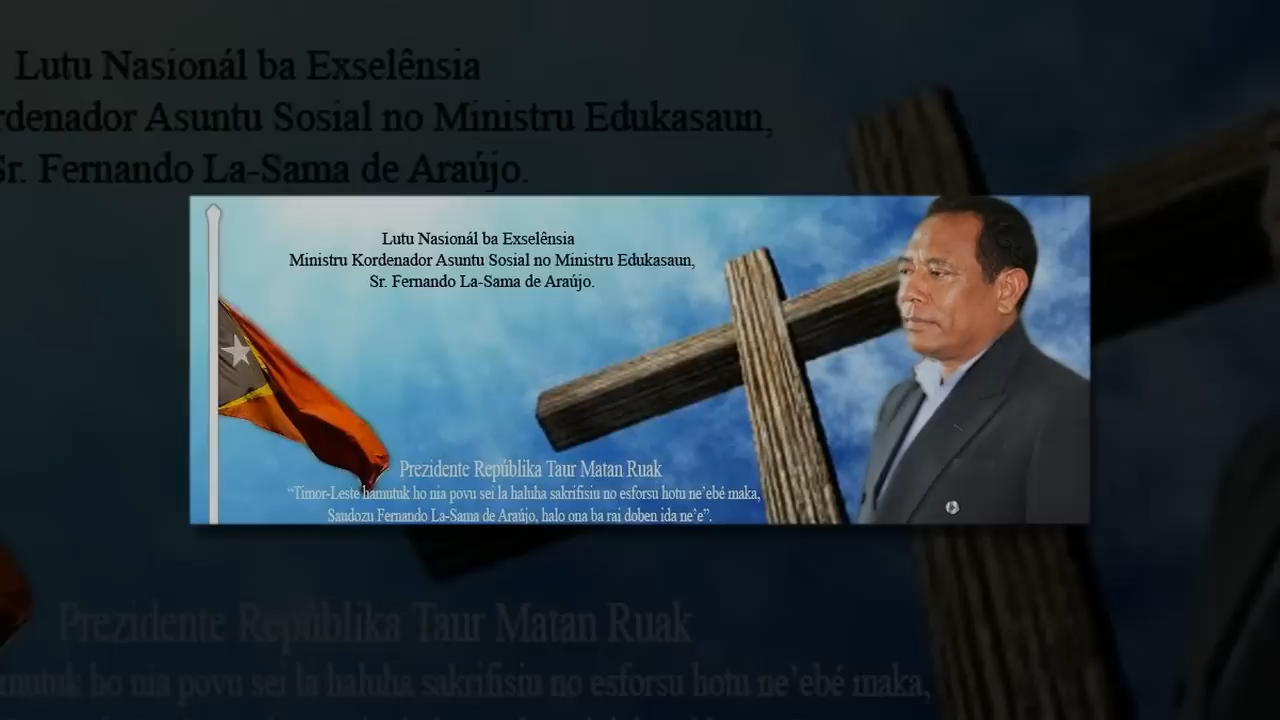 Lutu Nasionál ba Exselênsia
rdenador Asuntu Sosial no Ministru Edukasaun,
Sr. Fernando La-Sama de Araújo.
Lutu Nasionál ba Exselênsia
Ministru Kordenador Asuntu Sosial no Ministru Edukasaun,
Sr. Fernando La-Sama de Araújo.
Prezidente Repúblika Taur Matan Ruak
“Timor-Leste hamutuk ho nia povu sei la haluha sakrifisiu no esforsu hotu ne’ebé maka,
Saudozu Fernando La-Sama de Araújo, halo ona ba rai doben ida ne’e”.
Prezidente Repúblika Taur Matan Ruak
mutuk ho nia povu sei la haluha sakrifisiu no esforsu hotu ne’ebé maka,